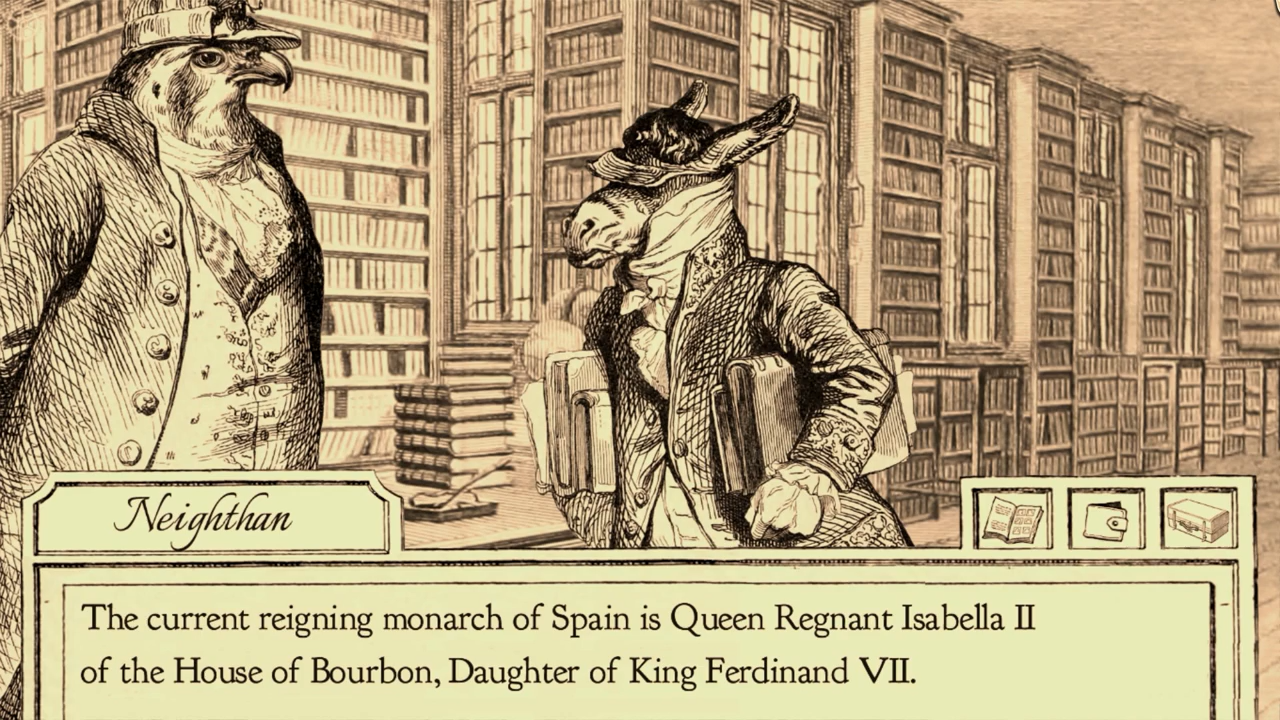 Neighthan
The current reigning monarch of Spain is Queen Regnant Isabella II
of the House of Bourbon, Daughter of King Ferdinand VII.